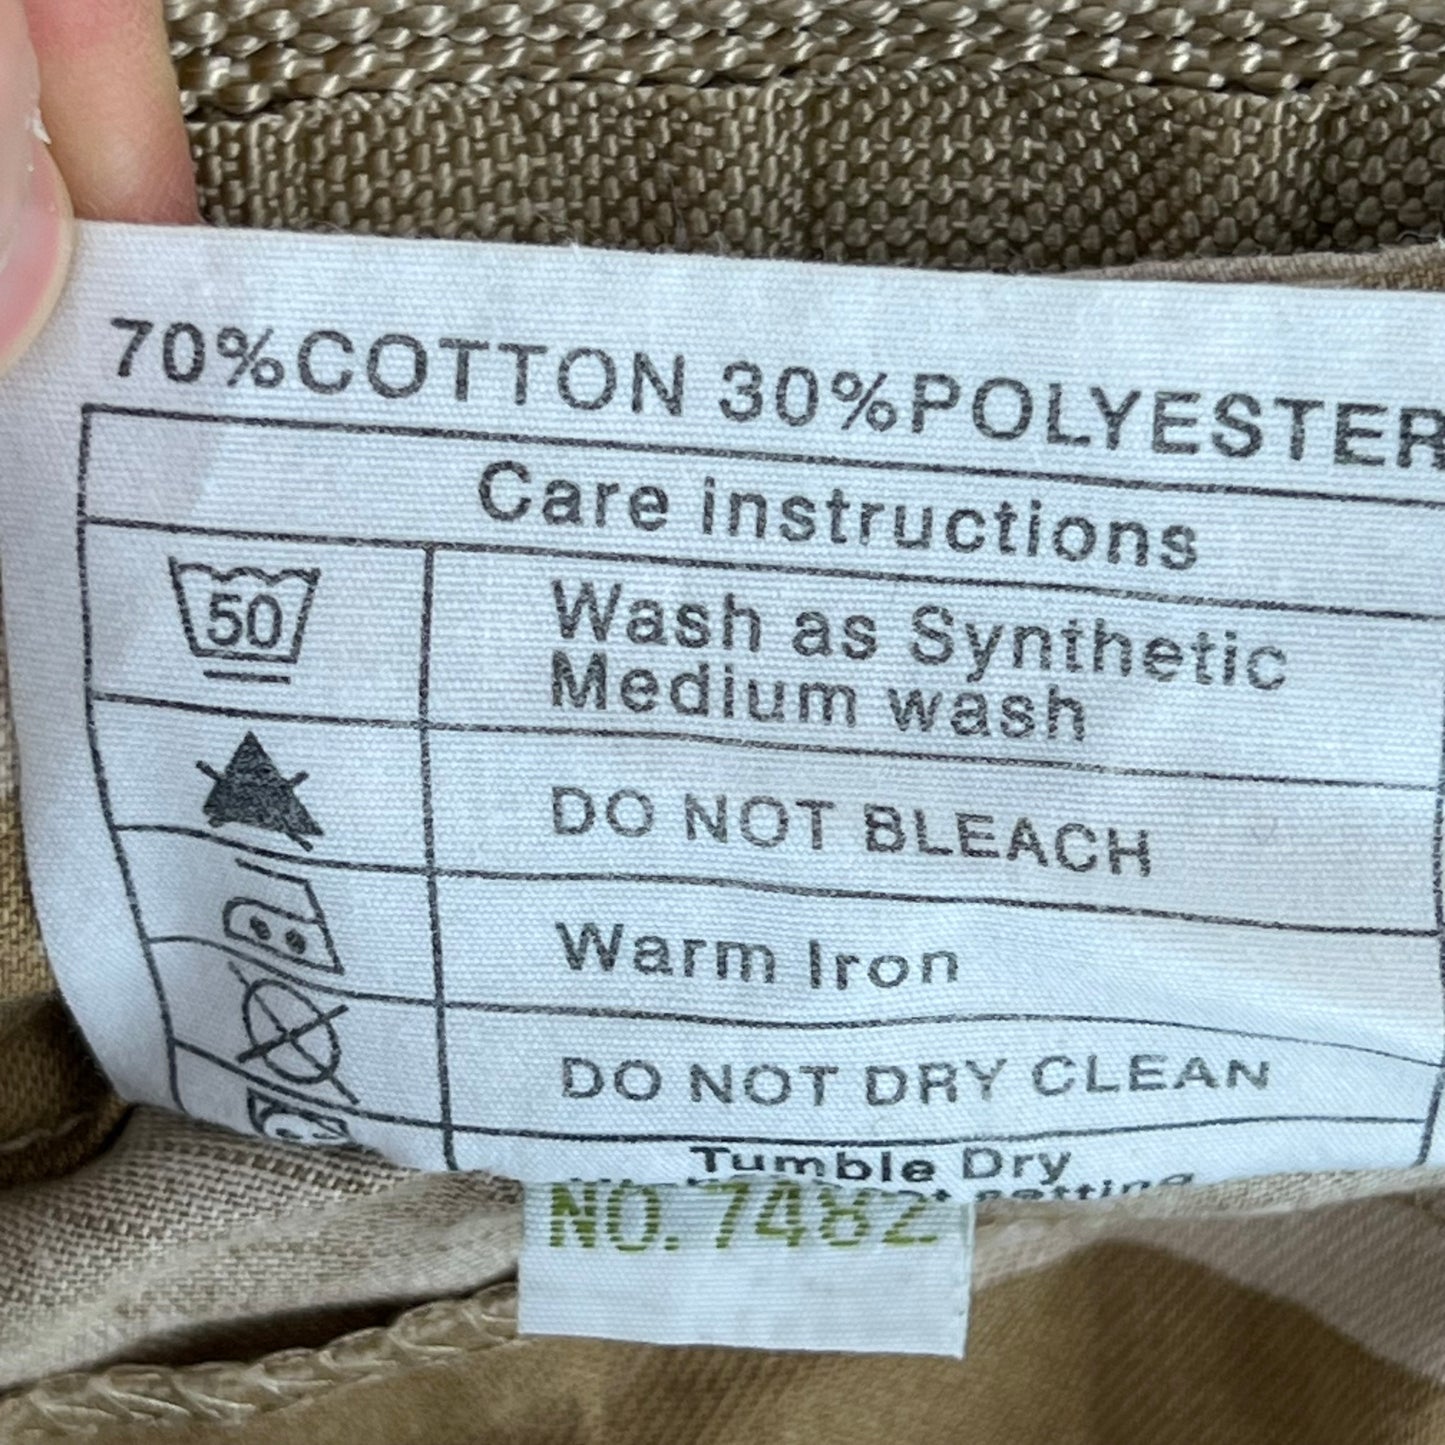 70%COTTON 30%POLYESTER
Care instructions
50
Wash as Synthetic
Medium wash
DO NOT BLEACH
Warm Iron
DO NOT DRY CLEAN
Tumble Dry
setting
NO. 7482